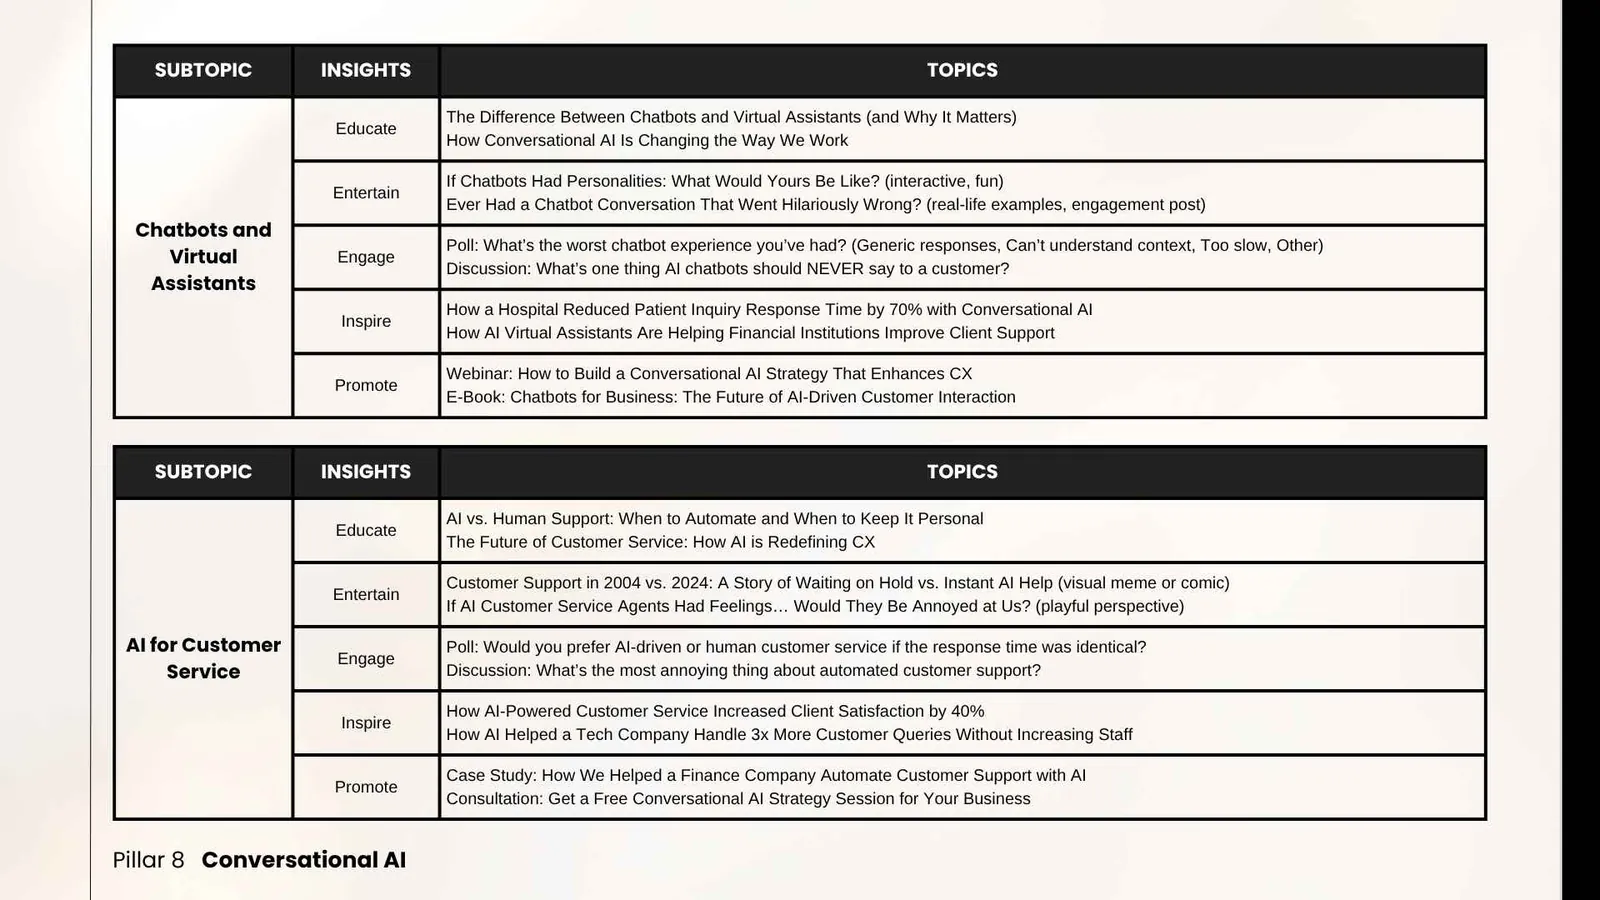 SUBTOPIC INSIGHTS TOPICS
Chatbots and
Virtual
Assistants
Educate
The Difference Between Chatbots and Virtual Assistants (and Why It Matters)
How Conversational AI Is Changing the Way We Work
Entertain
If Chatbots Had Personalities: What Would Yours Be Like? (interactive, fun)
Ever Had a Chatbot Conversation That Went Hilariously Wrong? (real-life examples, engagement post)
Engage
Poll: What’s the worst chatbot experience you’ve had? (Generic responses, Can’t understand context, Too slow, Other)
Discussion: What’s one thing AI chatbots should NEVER say to a customer?
Inspire
How a Hospital Reduced Patient Inquiry Response Time by 70% with Conversational AI
How AI Virtual Assistants Are Helping Financial Institutions Improve Client Support
Promote
Webinar: How to Build a Conversational AI Strategy That Enhances CX
E-Book: Chatbots for Business: The Future of AI-Driven Customer Interaction
SUBTOPIC INSIGHTS TOPICS
AI for Customer
Service
Educate
AI vs. Human Support: When to Automate and When to Keep It Personal
The Future of Customer Service: How AI is Redefining CX
Entertain
Customer Support in 2004 vs. 2024: A Story of Waiting on Hold vs. Instant AI Help (visual meme or comic)
If AI Customer Service Agents Had Feelings… Would They Be Annoyed at Us? (playful perspective)
Engage
Poll: Would you prefer AI-driven or human customer service if the response time was identical?
Discussion: What’s the most annoying thing about automated customer support?
Inspire
How AI-Powered Customer Service Increased Client Satisfaction by 40%
How AI Helped a Tech Company Handle 3x More Customer Queries Without Increasing Staff
Promote
Case Study: How We Helped a Finance Company Automate Customer Support with AI
Consultation: Get a Free Conversational AI Strategy Session for Your Business
Pillar 8 Conversational AI